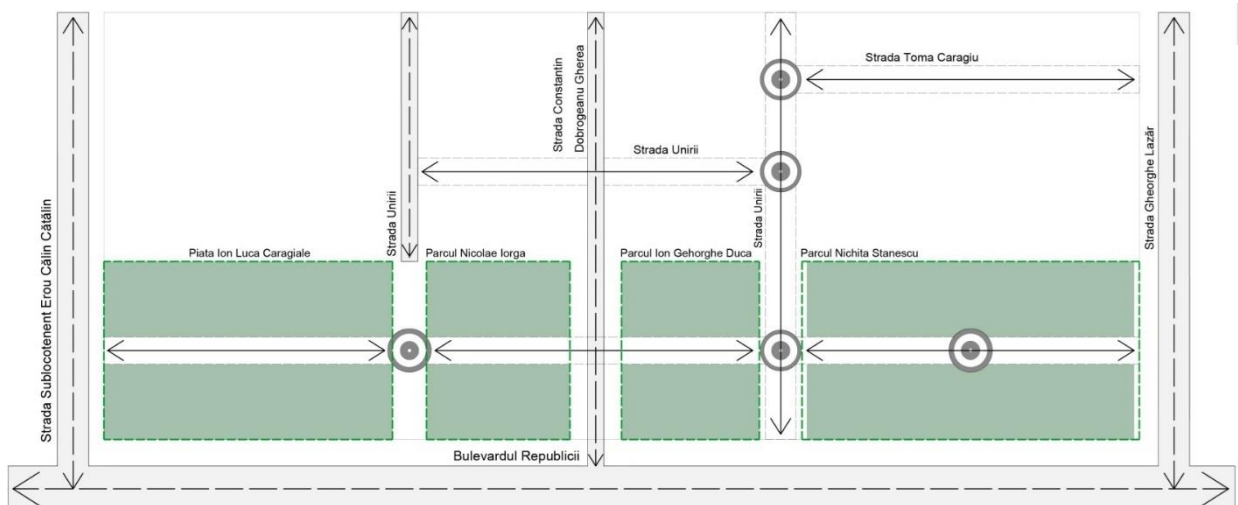 Strada Toma Caragiu
Strada Constantin
Dobrogeanu Gherea
Strada Unirii
Strada Unirii
Strada Unirii
Strada Gheorghe Lazăr
Strada Sublocotenent Erou Călin Cătălin
Piata Ion Luca Caragiale
Parcul Nicolae Iorga
Parcul Ion Gehorghe Duca
Parcul Nichita Stanescu
Bulevardul Republicii